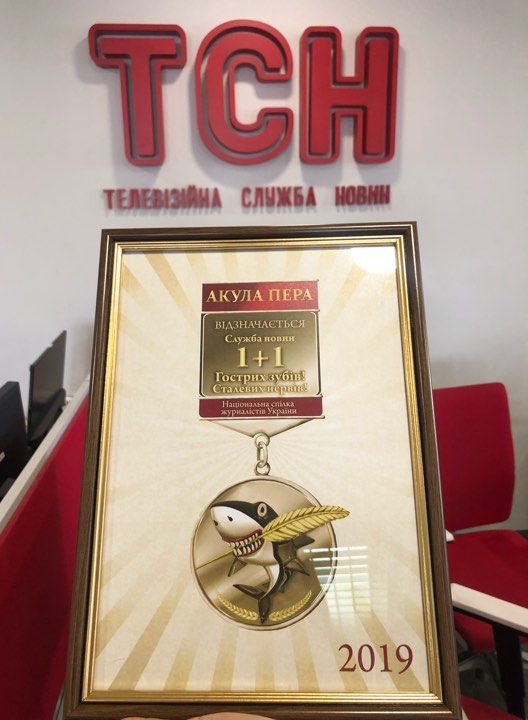 ТСН
ТЕЛЕВІЗІЙНА СЛУЖБА НОВИН
АКУЛА ПЕРА
ВІДЗНАЧАЄТЬСЯ
Служба новин
1+1
Гострих зубів!
Сталевих нервів!
Національна спілка
журналістів України
2019